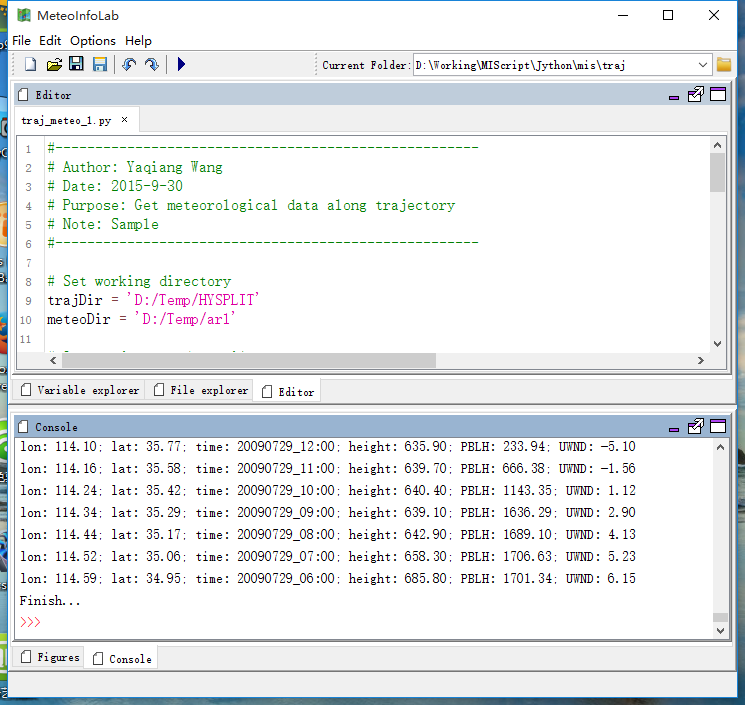 MeteoInfoLab
File Edit Options Help
Current Folder: D:\Working\MIScript\Jython\mis\traj
Editor
traj_meteo_1.py ×
1 #-----------------------------------------------------
2 # Author: Yaqiang Wang
3 # Date: 2015-9-30
4 # Purpose: Get meteorological data along trajectory
5 # Note: Sample
6 #-----------------------------------------------------
7
8 # Set working directory
9 trajDir = 'D:/Temp/HYSPLIT'
10 meteoDir = 'D:/Temp/arl'
11
Variable explorer File explorer Editor
Console
lon: 114.10; lat: 35.77; time: 20090729_12:00; height: 635.90; PBLH: 233.94; UWND: -5.10
lon: 114.16; lat: 35.58; time: 20090729_11:00; height: 639.70; PBLH: 666.38; UWND: -1.56
lon: 114.24; lat: 35.42; time: 20090729_10:00; height: 640.40; PBLH: 1143.35; UWND: 1.12
lon: 114.34; lat: 35.29; time: 20090729_09:00; height: 639.10; PBLH: 1636.29; UWND: 2.90
lon: 114.44; lat: 35.17; time: 20090729_08:00; height: 642.90; PBLH: 1689.10; UWND: 4.13
lon: 114.52; lat: 35.06; time: 20090729_07:00; height: 658.30; PBLH: 1706.63; UWND: 5.23
lon: 114.59; lat: 34.95; time: 20090729_06:00; height: 685.80; PBLH: 1701.34; UWND: 6.15
Finish...
>>>
Figures Console